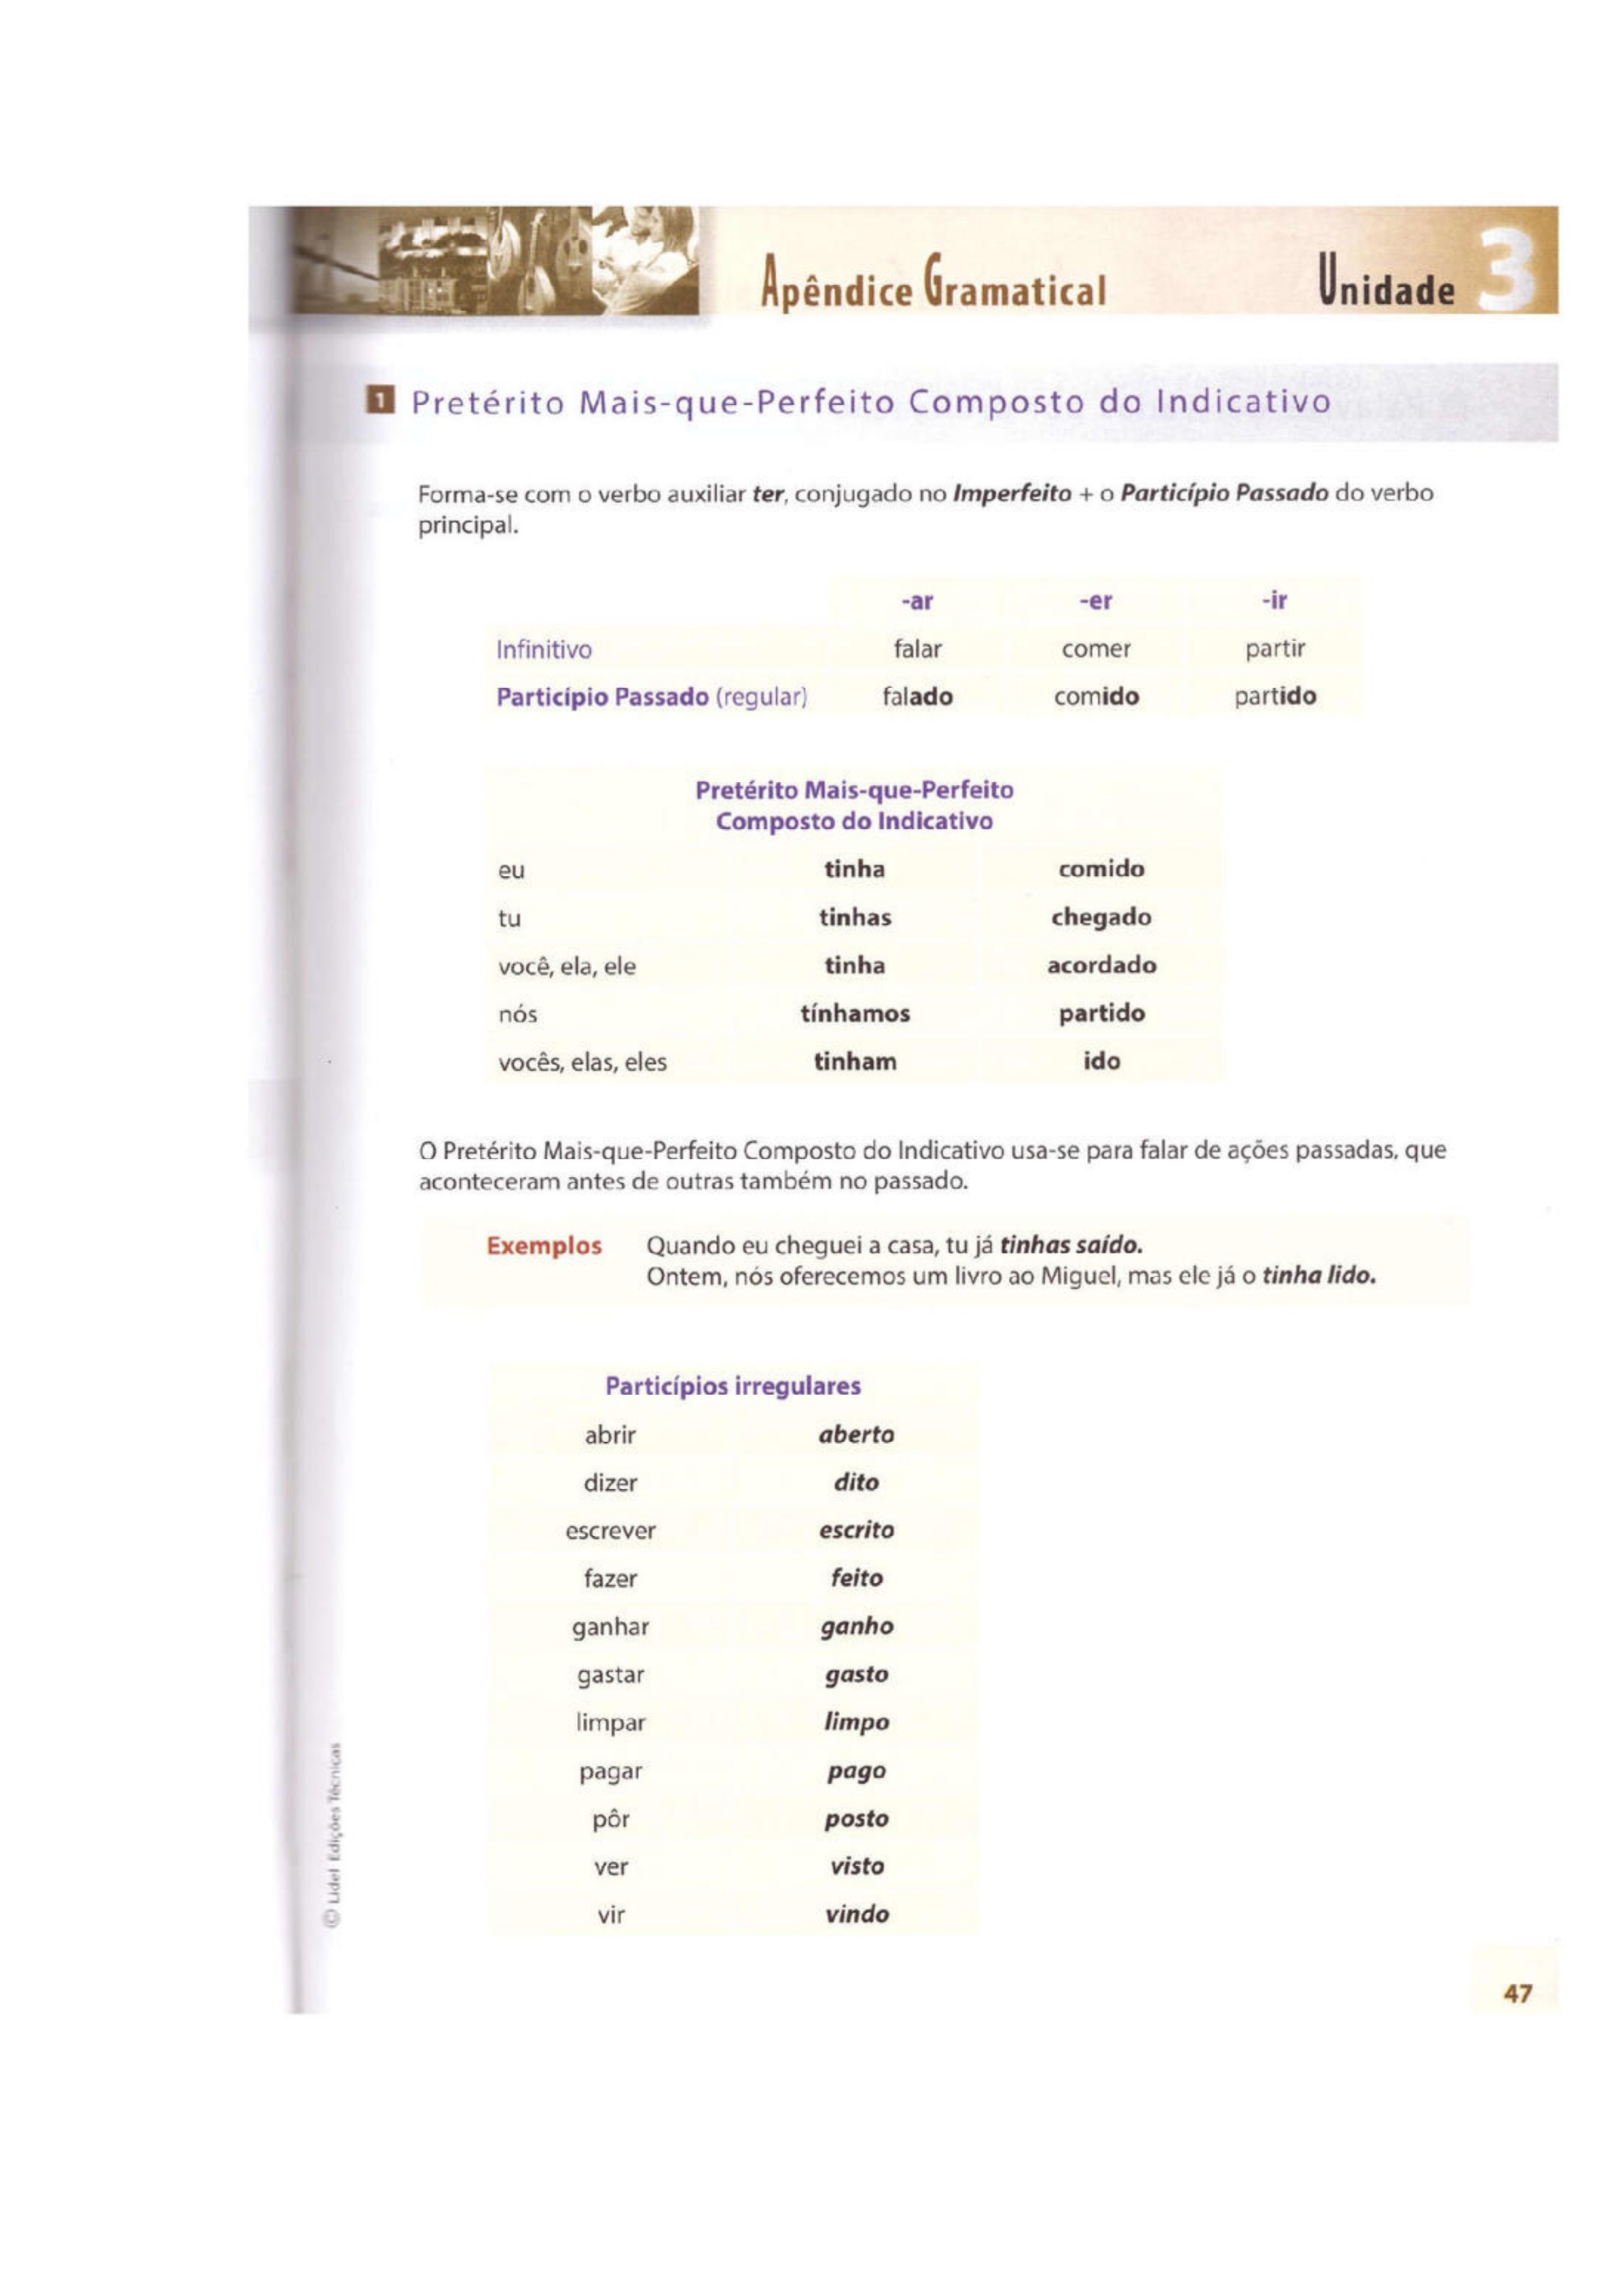 Apêndice Gramatical Unidade 3
1 Pretérito Mais-que-Perfeito Composto do Indicativo
Forma-se com o verbo auxiliar ter, conjugado no Imperfeito + o Particípio Passado do verbo
principal.
-ar -er -ir
Infinitivo falar comer partir
Particípio Passado (regular) falado comido partido
Pretérito Mais-que-Perfeito
Composto do Indicativo
eu tinha comido
tu tinhas chegado
você, ela, ele tinha acordado
nós tínhamos partido
vocês, elas, eles tinham ido
O Pretérito Mais-que-Perfeito Composto do Indicativo usa-se para falar de ações passadas, que
aconteceram antes de outras também no passado.
Exemplos Quando eu cheguei a casa, tu já tinhas saído.
Ontem, nós oferecemos um livro ao Miguel, mas ele já o tinha lido.
Particípios irregulares
abrir aberto
dizer dito
escrever escrito
fazer feito
ganhar ganho
gastar gasto
limpar limpo
pagar pago
pôr posto
ver visto
vir vindo
© Lidel Edições Técnicas
47